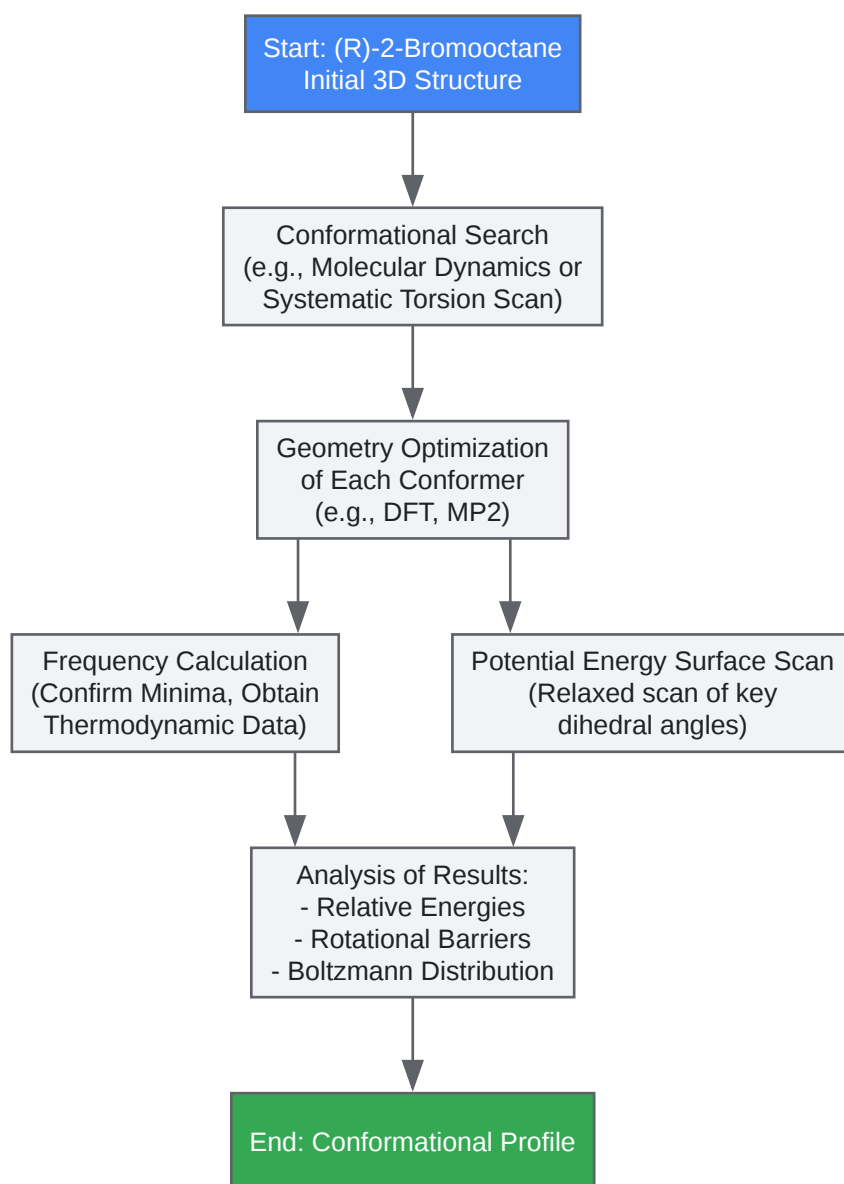 Start: (R)-2-Bromooctane
Initial 3D Structure
Conformational Search
(e.g., Molecular Dynamics or
Systematic Torsion Scan)
Geometry Optimization
of Each Conformer
(e.g., DFT, MP2)
Frequency Calculation
(Confirm Minima, Obtain
Thermodynamic Data)
Potential Energy Surface Scan
(Relaxed scan of key
dihedral angles)
Analysis of Results:
- Relative Energies
- Rotational Barriers
- Boltzmann Distribution
End: Conformational Profile